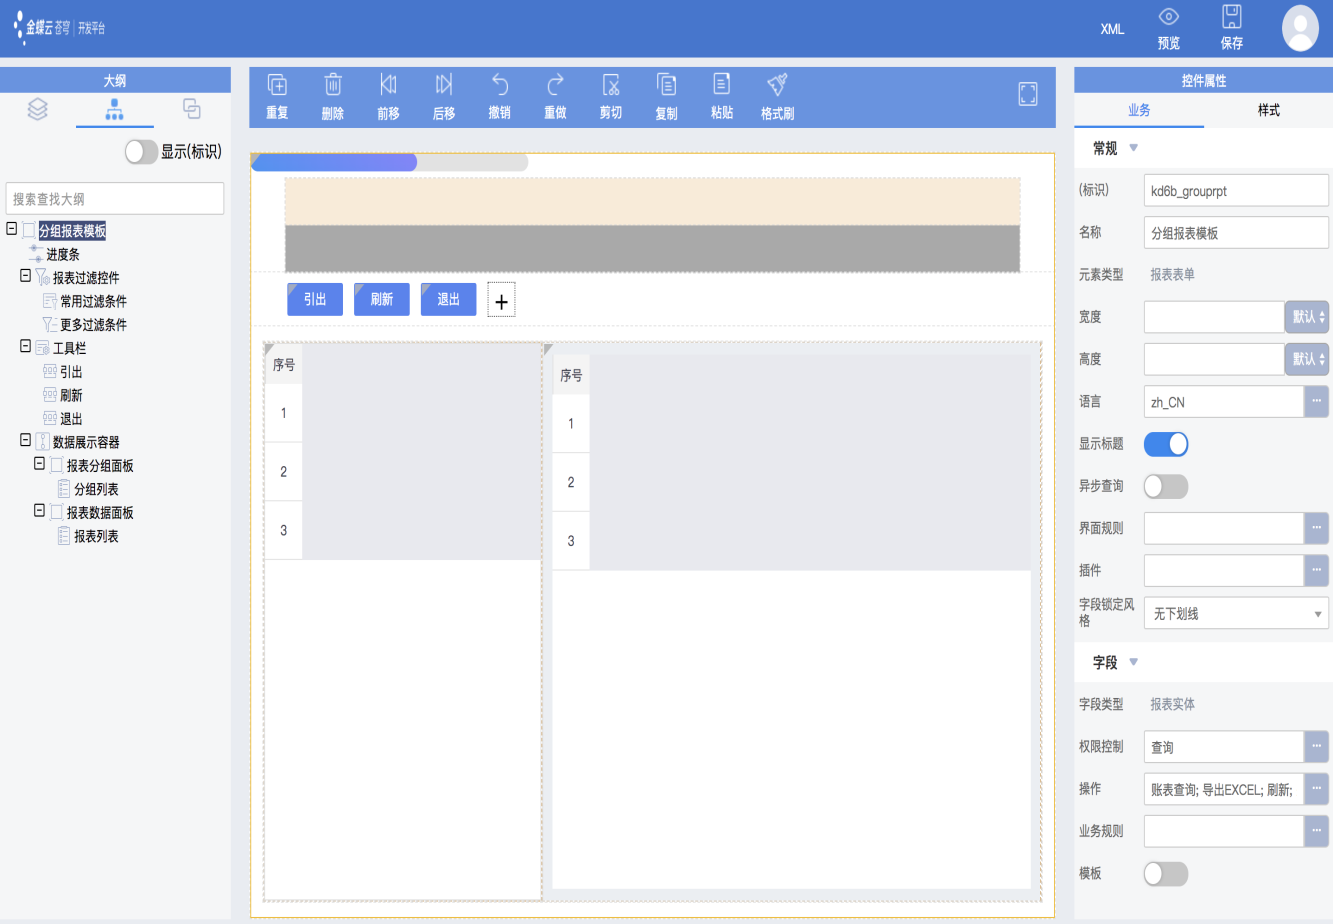 金蝶云 苍穹 | 开发平台
XML
预览
保存
大纲
显示(标识)
搜索查找大纲
分组报表模板
进度条
报表过滤控件
常用过滤条件
更多过滤条件
工具栏
引出
刷新
退出
数据展示容器
报表分组面板
分组列表
报表数据面板
报表列表
重复
删除
前移
后移
撤销
重做
剪切
复制
粘贴
格式刷
引出
刷新
退出
+
序号
1
2
3
序号
1
2
3
控件属性
业务
样式
常规
(标识)
kd6b_grouprpt
名称
分组报表模板
元素类型
报表表单
宽度
默认
高度
默认
语言
zh_CN
显示标题
异步查询
界面规则
插件
字段锁定风格
无下划线
字段
字段类型
报表实体
权限控制
查询
操作
账表查询; 导出EXCEL; 刷新;
业务规则
模板